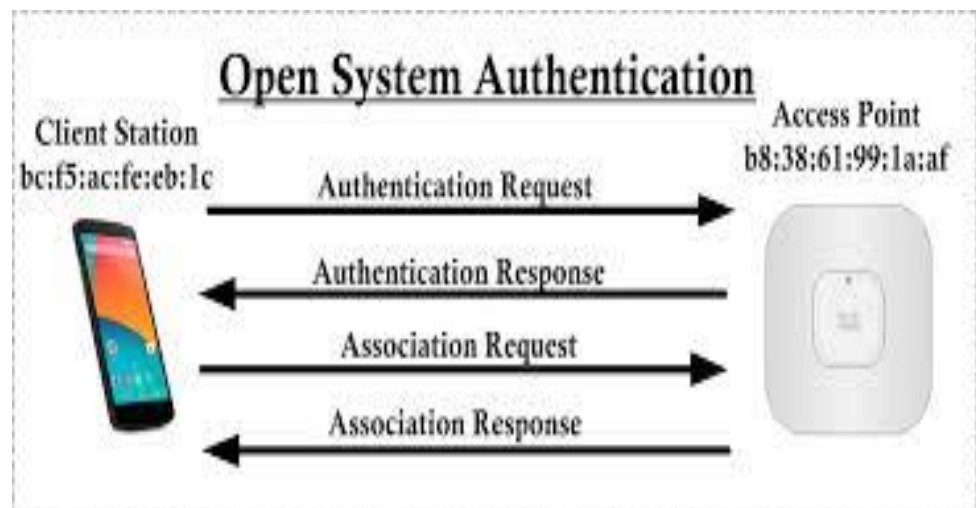 Open System Authentication
Client Station
bc:f5:ac:fe:eb:1c
Access Point
b8:38:61:99:1a:af
Authentication Request
Authentication Response
Association Request
Association Response